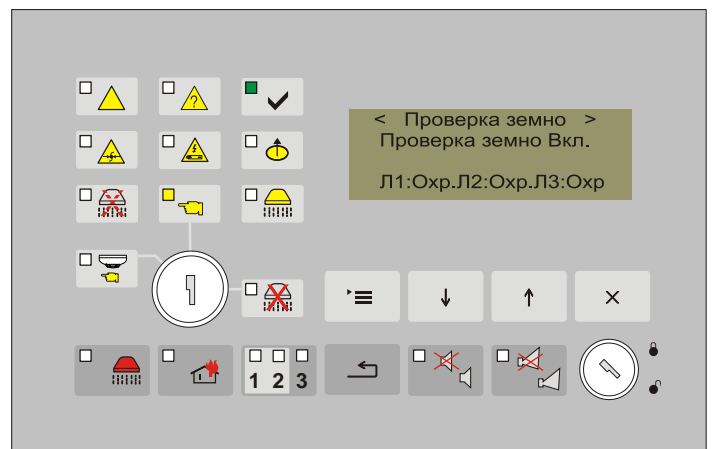 ?
< Проверка земно >
Проверка земно Вкл.
Л1:Охр.Л2:Охр.Л3:Охр
1 2 3